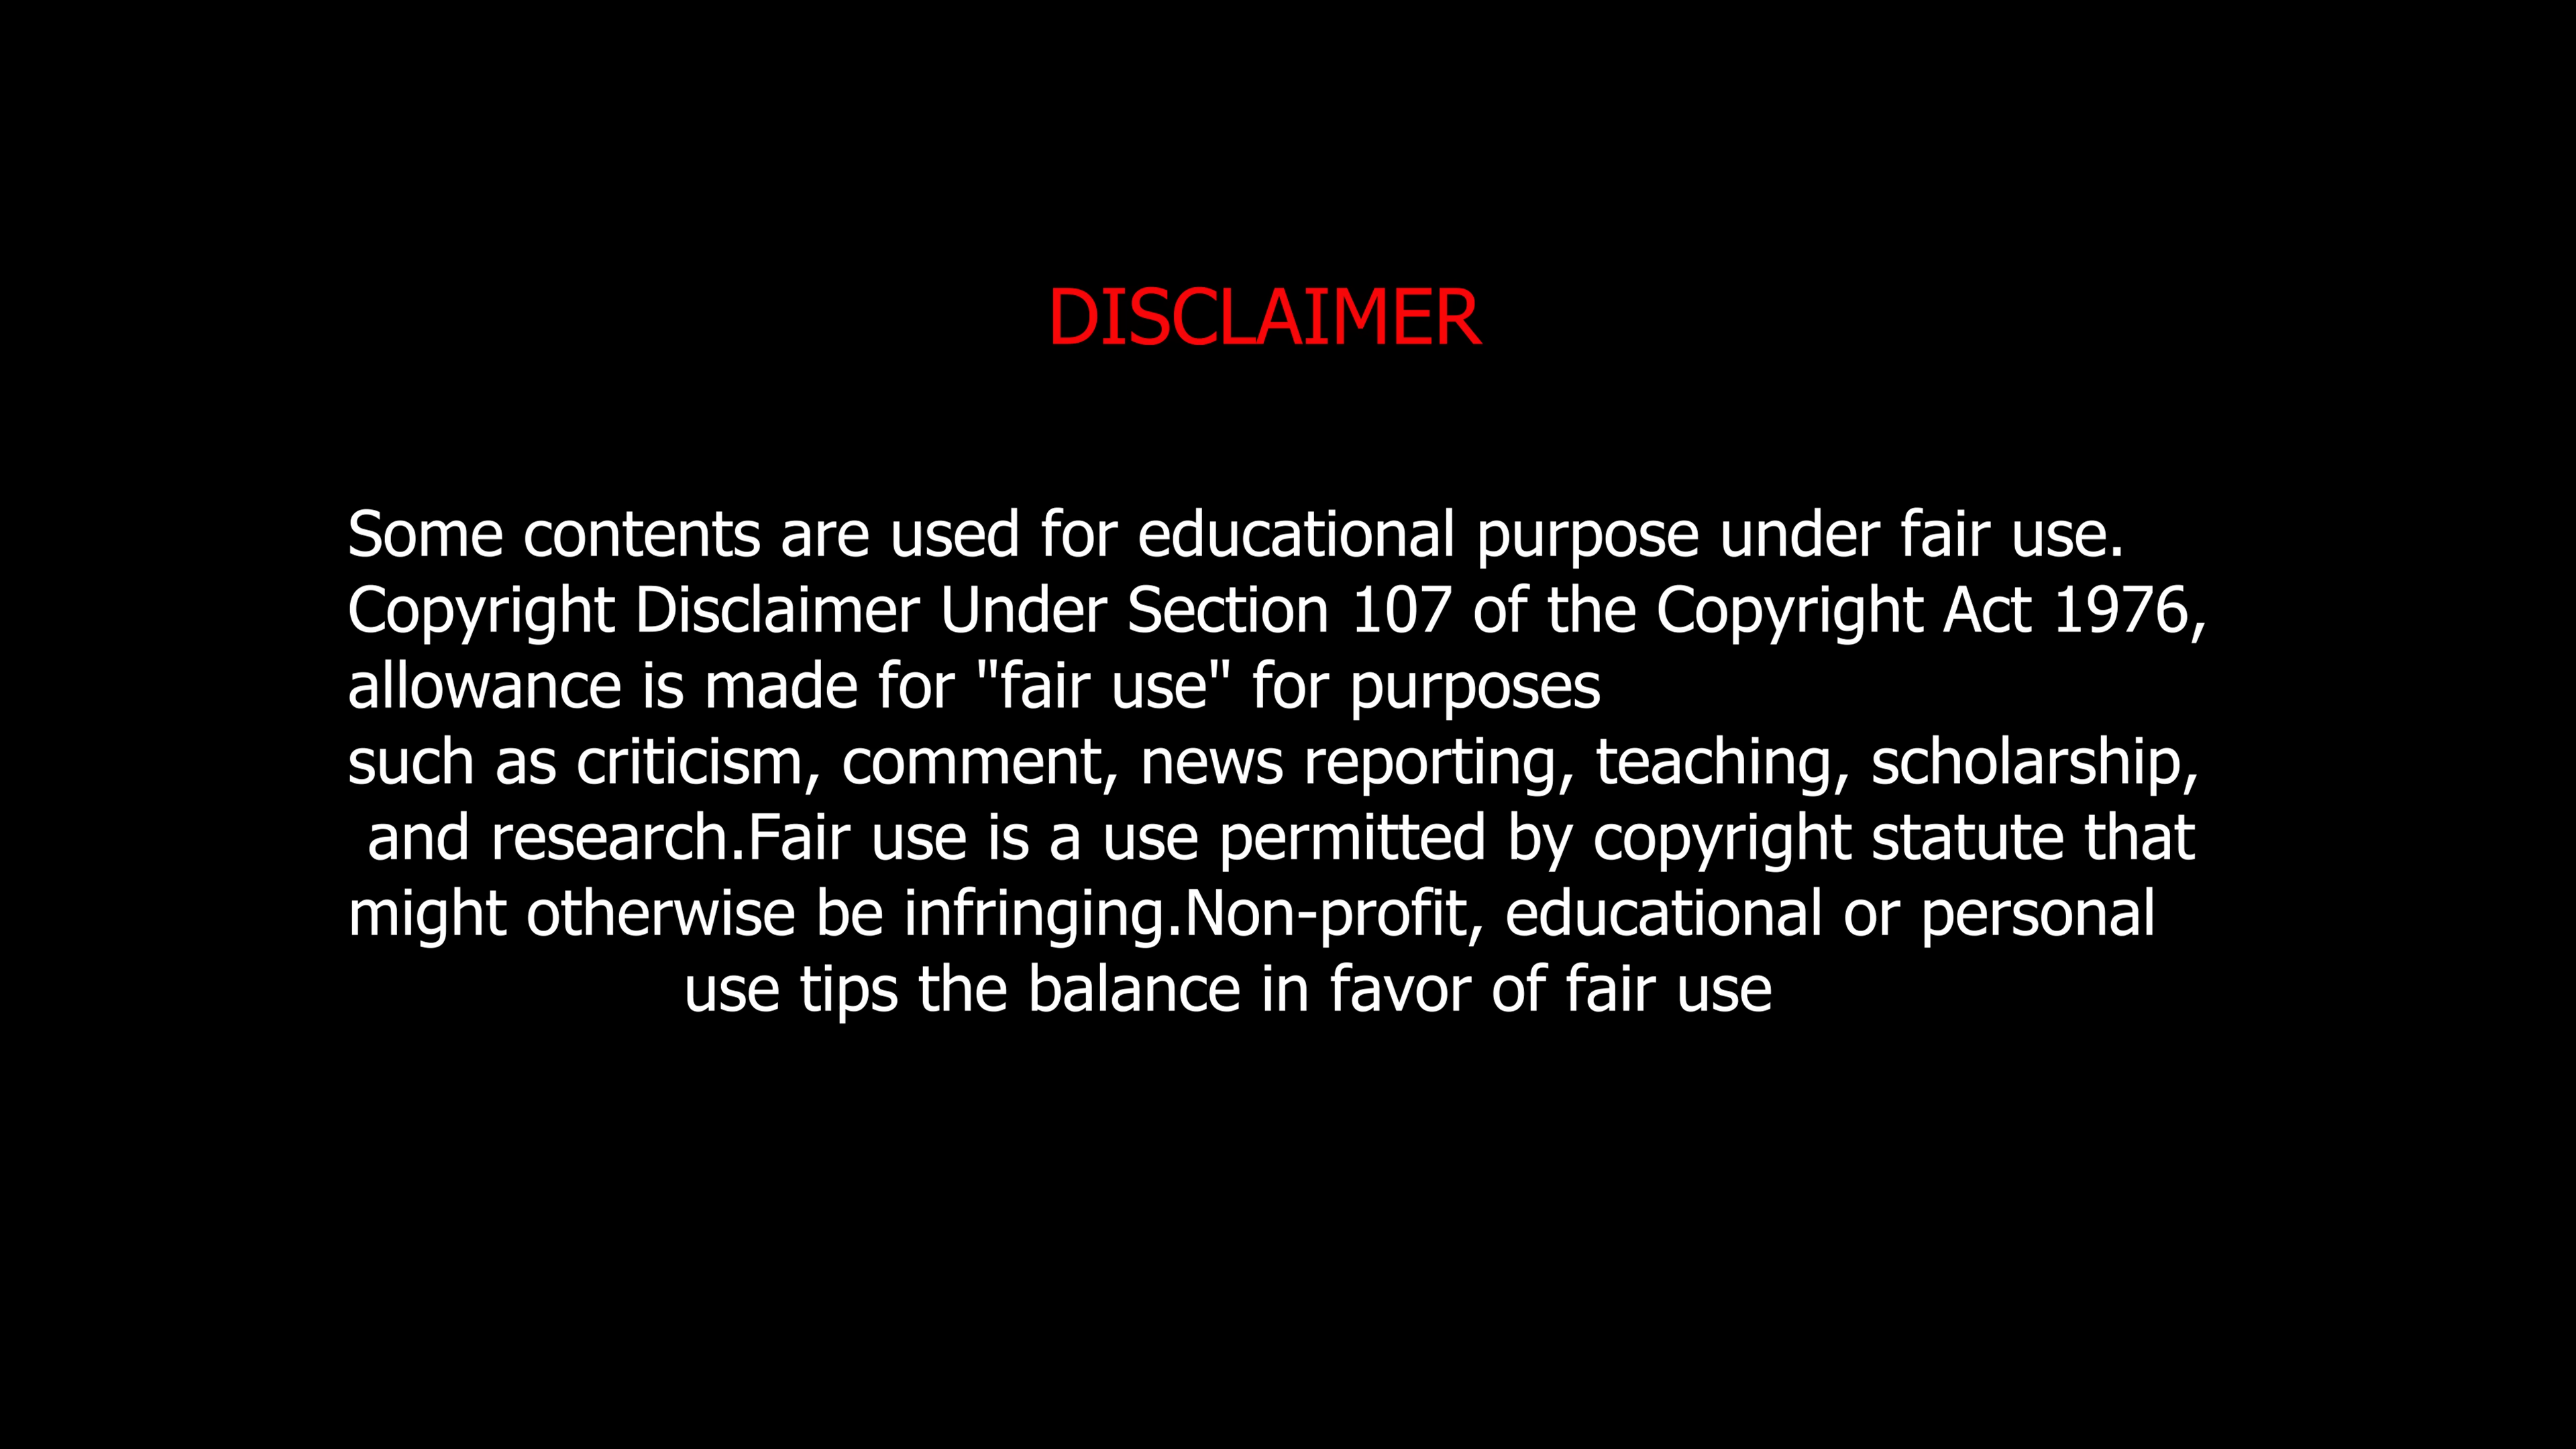 DISCLAIMER
Some contents are used for educational purpose under fair use.
Copyright Disclaimer Under Section 107 of the Copyright Act 1976,
allowance is made for "fair use" for purposes
such as criticism, comment, news reporting, teaching, scholarship,
and research.Fair use is a use permitted by copyright statute that
might otherwise be infringing.Non-profit, educational or personal
use tips the balance in favor of fair use